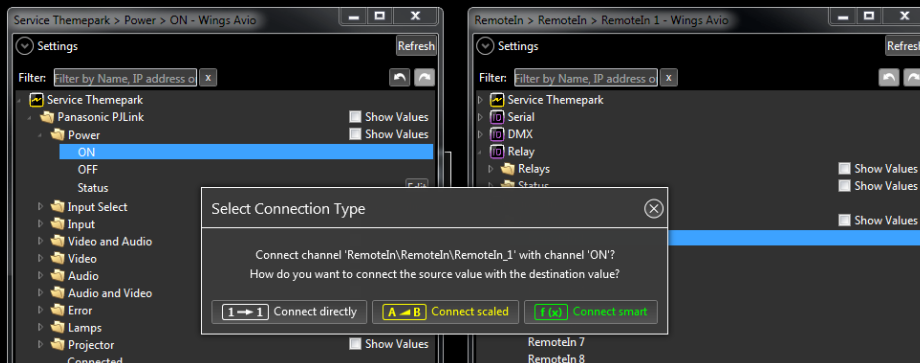 Service Themepark > Power > ON - Wings Avio
Settings
Refresh
Filter:
Filter by Name, IP address o
x
Service Themepark
Panasonic PJLink
Show Values
Power
Show Values
ON
OFF
Status
Edit
Input Select
Input
Video and Audio
Video
Audio
Audio and Video
Error
Lamps
Projector
Show Values
Connected
RemoteIn > RemoteIn > RemoteIn 1 - Wings Avio
Settings
Refresh
Filter:
Filter by Name, IP address o
x
Service Themepark
Serial
DMX
Relay
Relays
Show Values
Status
Show Values
Show Values
RemoteIn 7
RemoteIn 8
Select Connection Type
Connect channel 'RemoteIn\RemoteIn\RemoteIn_1' with channel 'ON'?
How do you want to connect the source value with the destination value?
1 → 1 Connect directly
A B Connect scaled
f (x) Connect smart